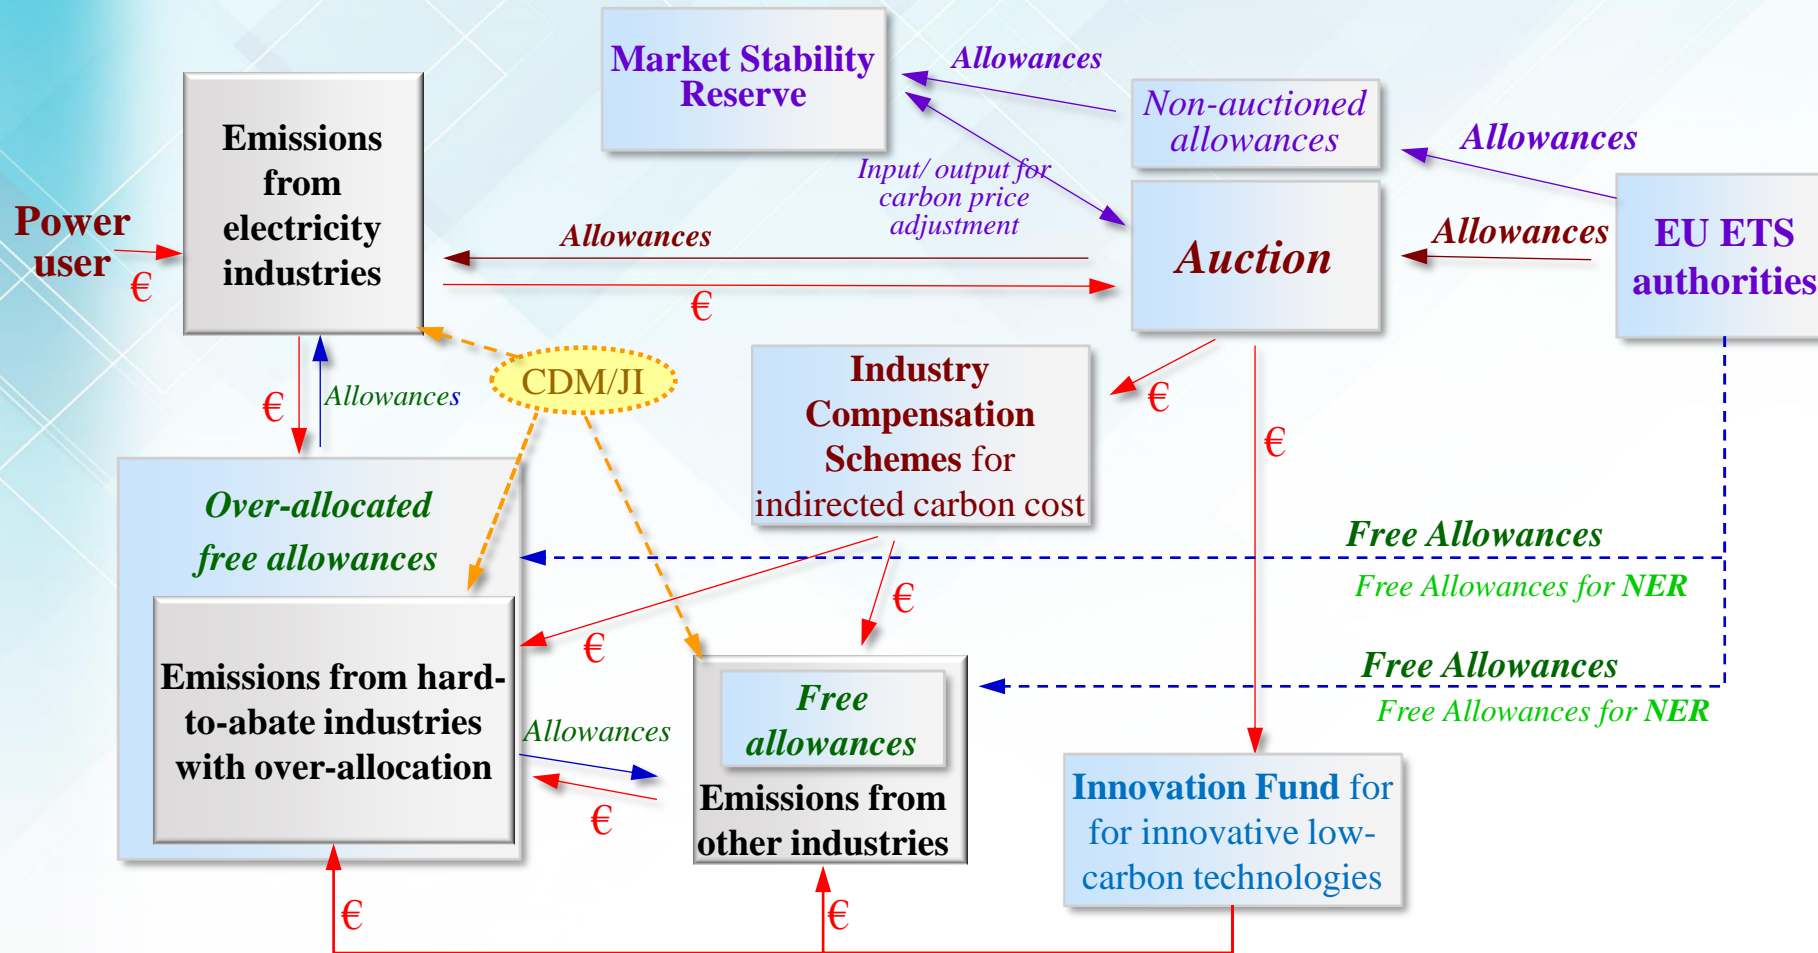 Market Stability
Reserve
Allowances
Non-auctioned
allowances
Allowances
Emissions
from
electricity
industries
Input/ output for
carbon price
adjustment
Power
user
€
Allowances
€
Auction
Allowances
EU ETS
authorities
€
Allowances
CDM/JI
Industry
Compensation
Schemes for
indirected carbon cost
€
€
Over-allocated
free allowances
Free Allowances
Free Allowances for NER
€
€
Emissions from hard-
to-abate industries
with over-allocation
Allowances
€
Free
allowances
Emissions from
other industries
Free Allowances
Free Allowances for NER
Innovation Fund for
for innovative low-
carbon technologies
€
€